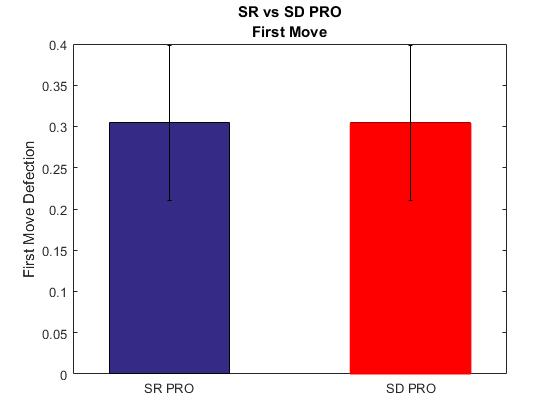 SR vs SD PRO
First Move
0.4
0.35
0.3
0.25
0.2
0.15
0.1
0.05
0
First Move Defection
SR PRO
SD PRO